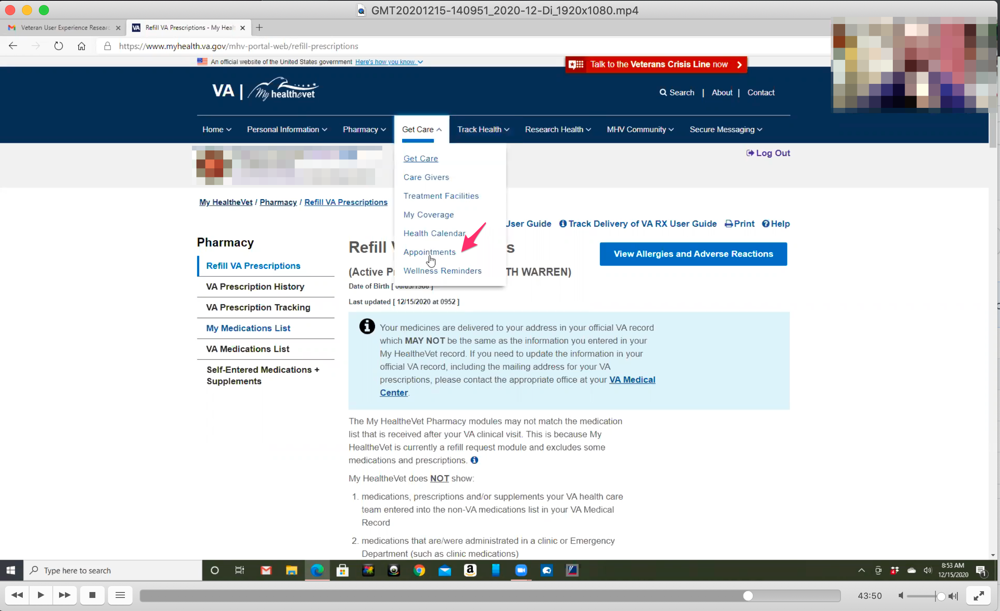 GMT20201215-140951_2020-12-Di_1920x1080.mp4
Veteran User Experience Resear
Refill VA Prescriptions - My Heal
https://www.myhealth.va.gov/mhv-portal-web/refill-prescriptions
An official website of the United States government Here's how you know.
Talk to the Veterans Crisis Line now
VA | My healthevet
Search | About | Contact
Home Personal Information Pharmacy Get Care Track Health Research Health MHV Community Secure Messaging
Log Out
Get Care
Care Givers
Treatment Facilities
My Coverage
Health Calendar
Appointments
Wellness Reminders
My HealtheVet / Pharmacy / Refill VA Prescriptions
User Guide Track Delivery of VA RX User Guide Print Help
Pharmacy
Refill VA Prescriptions
VA Prescription History
VA Prescription Tracking
My Medications List
VA Medications List
Self-Entered Medications +
Supplements
Refill V s
View Allergies and Adverse Reactions
(Active P TH WARREN)
Date of Birth [
Last updated [ 12/15/2020 at 0952 ]
Your medicines are delivered to your address in your official VA record
which MAY NOT be the same as the information you entered in your
My HealtheVet record. If you need to update the information in your
official VA record, including the mailing address for your VA
prescriptions, please contact the appropriate office at your VA Medical
Center.
The My HealtheVet Pharmacy modules may not match the medication
list that is received after your VA clinical visit. This is because My
HealtheVet is currently a refill request module and excludes some
medications and prescriptions.
My HealtheVet does NOT show:
1. medications, prescriptions and/or supplements your VA health care
team entered into the non-VA medications list in your VA Medical
Record
2. medications that are/were administrated in a clinic or Emergency
Department (such as clinic medications)
Type here to search
8:53 AM
12/15/2020
43:50